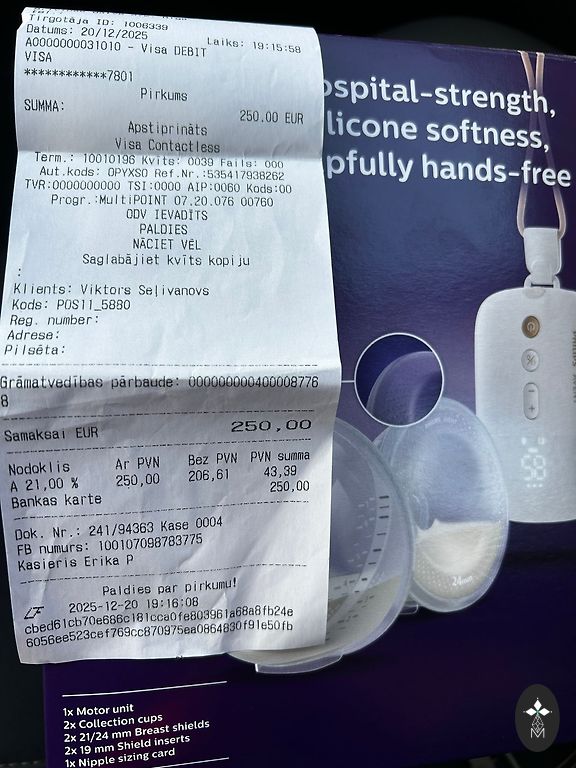 Tirgotāja ID: 1006339
Datums: 20/12/2025 Laiks: 19:15:58
A0000000031010 - Visa DEBIT
VISA
************7801
Pirkums
SUMMA: 250.00 EUR
Apstiprināts
Visa Contactless
Term.: 10010196 Kvits: 0039 Fails: 000
Aut.kods: OPYXSO Ref.Nr.:535417938262
TVR:0000000000 TSI:0000 AIP:0060 Kods:00
Progr.:MultiPOINT 07.20.076 00760
ODV IEVADĪTS
PALDIES
NĀCIET VĒL
Saglabājiet kvīts kopiju
:
Klients: Viktors Seļivanovs
Kods: POS11_5880
Reg. number:
Adrese:
Pilsēta:
Grāmatvedības pārbaude: 000000000400008776
8
Samaksai EUR 250,00
Nodoklis Ar PVN Bez PVN PVN summa
A 21,00 % 250,00 206,61 43,39
Bankas karte 250,00
Dok. Nr.: 241/94363 Kase 0004
FB numurs: 100107098783775
Kasieris Erika P
Paldies par pirkumu!
2025-12-20 19:16:08
cbed61cb70e686c181cca0fe803961a68a8fb24e
6056ee523cef769cc870975ea0864830f91e50fb
ospital-strength,
licone softness,
pfully hands-free
24mm
1x Motor unit
2x Collection cups
2x 21/24 mm Breast shields
2x 19 mm Shield inserts
1x Nipple sizing card